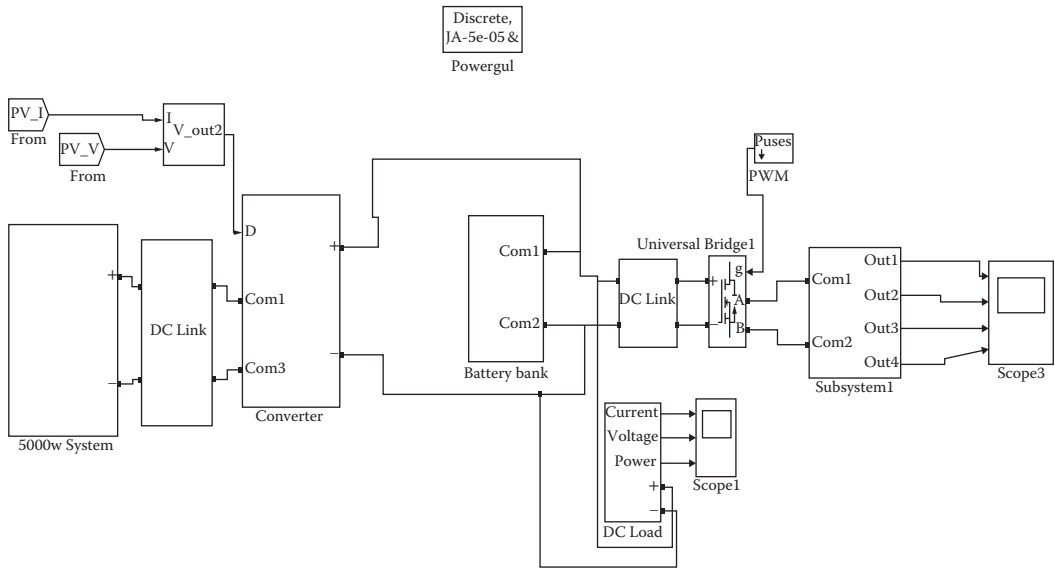 Discrete,
JA-5e-05 &
Powergul
PV_I
From
PV_V
From
I
V_out2
V
Puses
PWM
D
+
Com1
Com3
−
Converter
+
−
5000w System
DC Link
Com1
Com2
Battery bank
DC Link
Universal Bridge1
g
+
A
−
B
Com1
Com2
Out1
Out2
Out3
Out4
Subsystem1
Scope3
Current
Voltage
Power
+
−
DC Load
Scope1